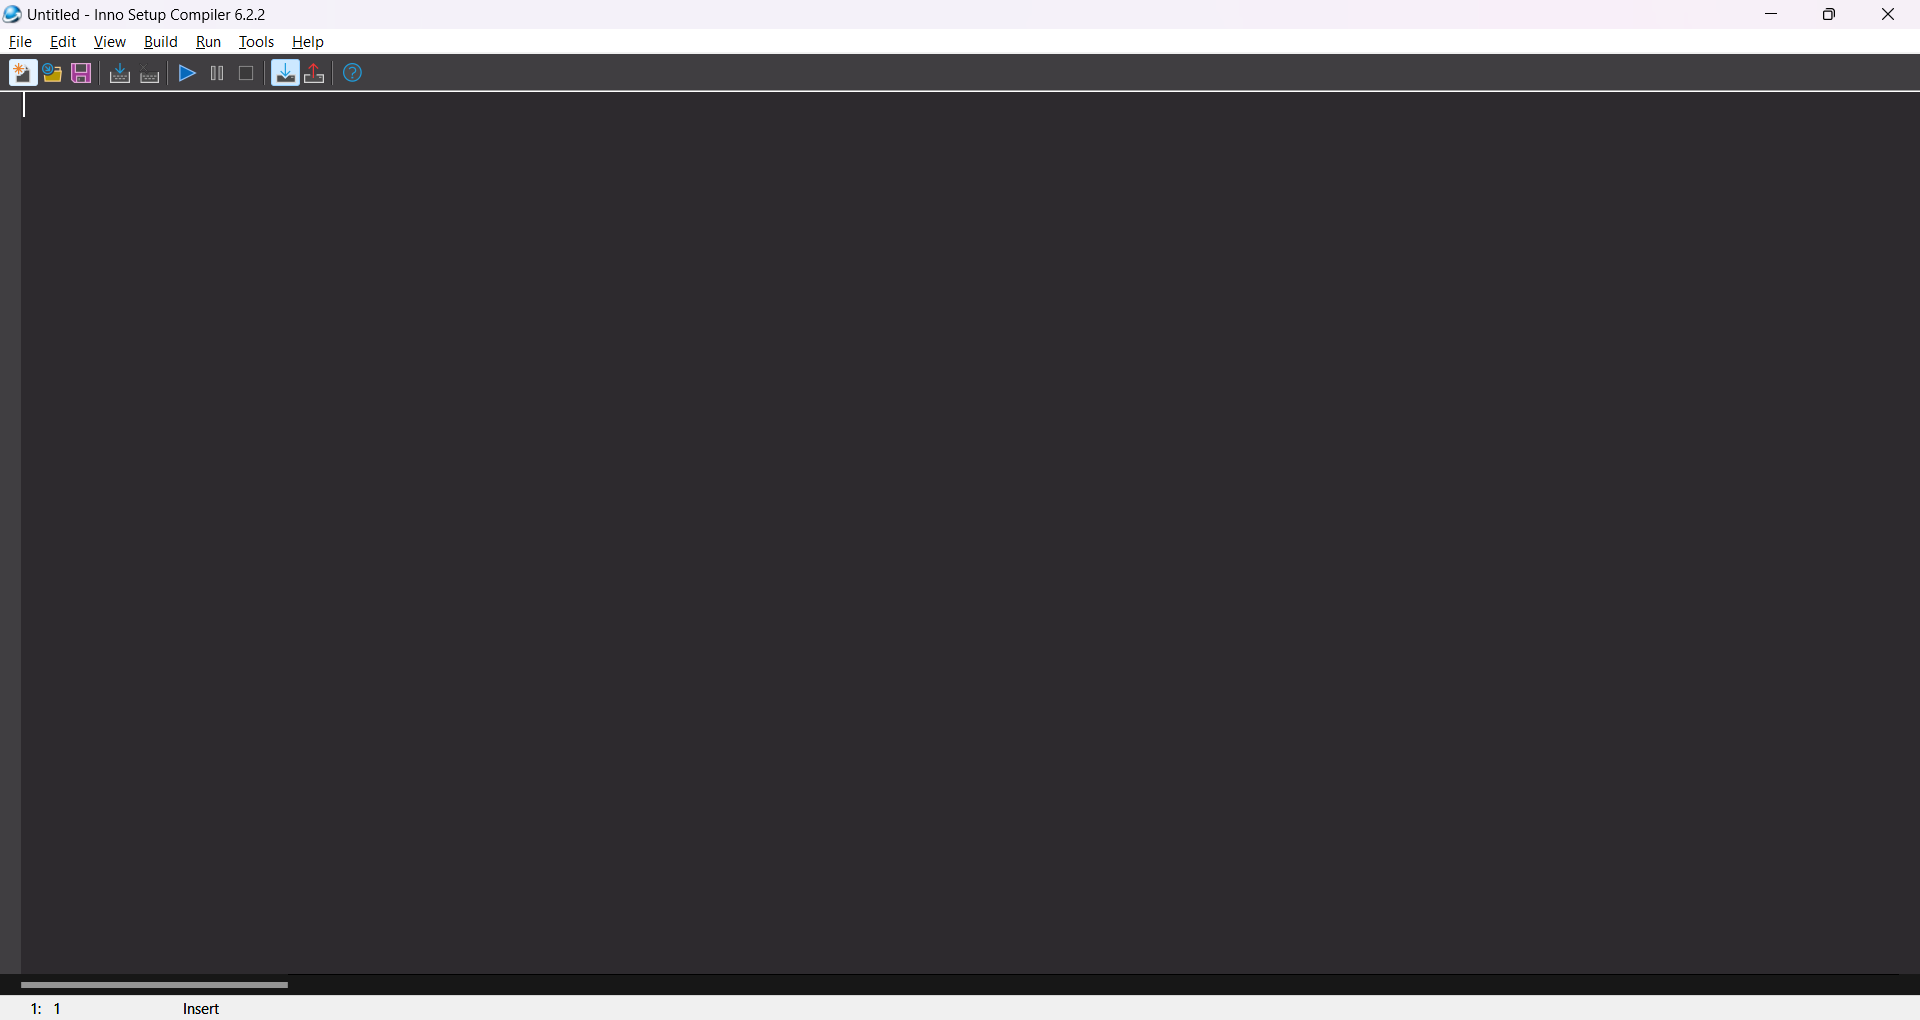 Untitled - Inno Setup Compiler 6.2.2
File Edit View Build Run Tools Help
1: 1 Insert